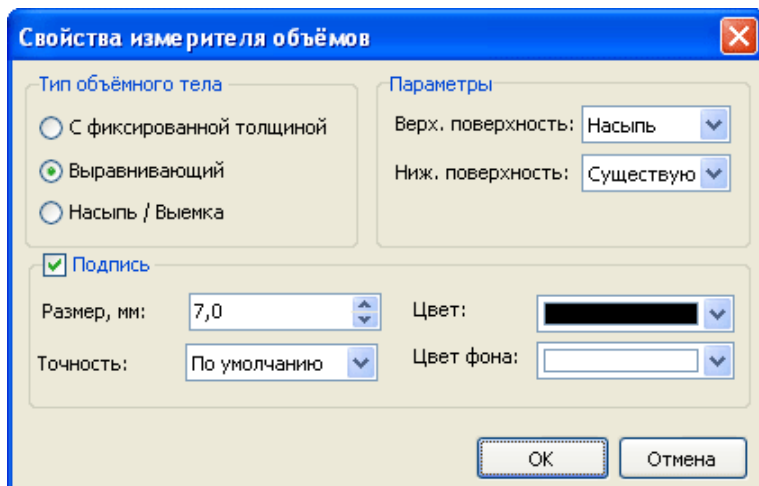 Свойства измерителя объёмов
Тип объёмного тела
С фиксированной толщиной
Выравнивающий
Насыпь / Выемка
Параметры
Верх. поверхность: Насыпь
Ниж. поверхность: Существую
Подпись
Размер, мм: 7,0 Цвет:
Точность: По умолчанию Цвет фона:
ОК Отмена